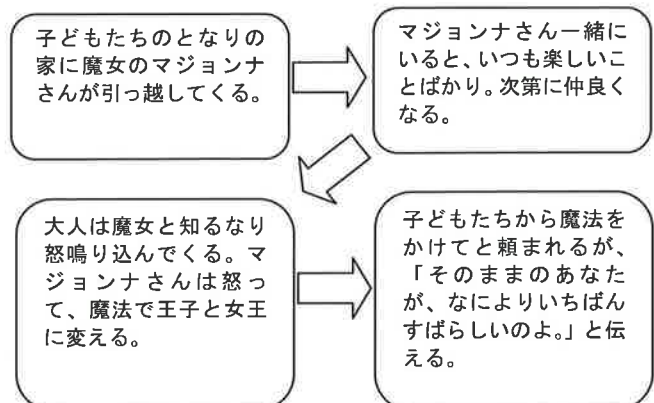 子どもたちのとなりの
家に魔女のマジョンナ
さんが引っ越してくる。
マジョンナさん一緒に
いると、いつも楽しいこ
とばかり。次第に仲良く
なる。
大人は魔女と知るなり
怒鳴り込んでくる。マ
ジョンナさんは怒っ
て、魔法で王子と女王
に変える。
子どもたちから魔法を
かけてと頼まれるが、
「そのままのあなた
が、なによりいちばん
すばらしいのよ。」と伝
える。